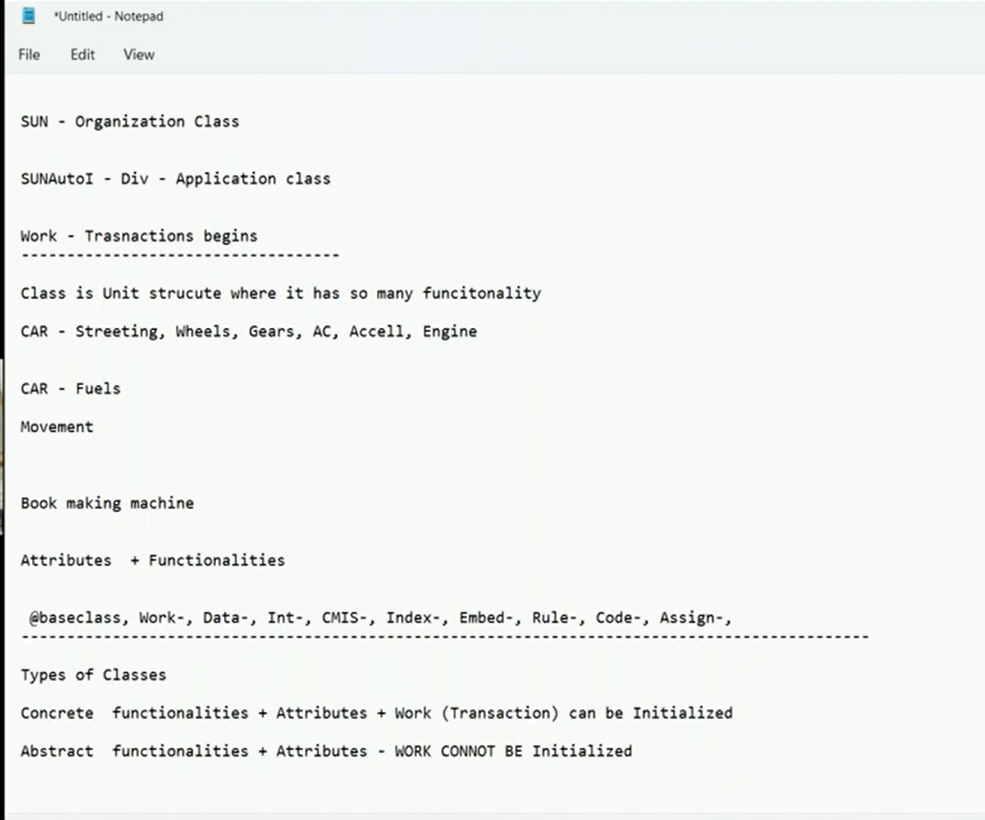 *Untitled - Notepad
File Edit View
SUN - Organization Class
SUNAutoI - Div - Application class
Work - Trasnactions begins
-----------------------------------
Class is Unit strucute where it has so many funcitonality
CAR - Streeting, Wheels, Gears, AC, Accell, Engine
CAR - Fuels
Movement
Book making machine
Attributes  + Functionalities
@baseclass, Work-, Data-, Int-, CMIS-, Index-, Embed-, Rule-, Code-, Assign-,
---------------------------------------------------------------------------------------------
Types of Classes
Concrete  functionalities + Attributes + Work (Transaction) can be Initialized
Abstract  functionalities + Attributes - WORK CONNOT BE Initialized